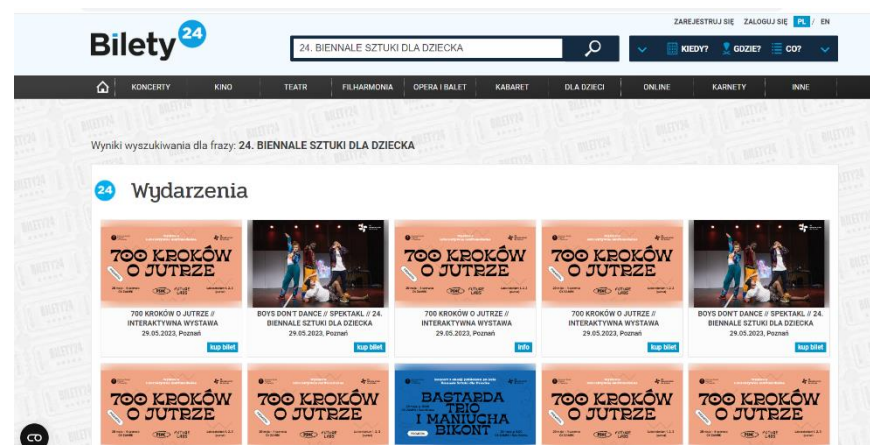 ZAREJESTRUJ SIĘ ZALOGUJ SIĘ PL / EN
Bilety24
24. BIENNALE SZTUKI DLA DZIECKA
KIEDY? GDZIE? CO?
KONCERTY KINO TEATR FILHARMONIA OPERA I BALET KABARET DLA DZIECI ONLINE KARNETY INNE
Wyniki wyszukiwania dla frazy: 24. BIENNALE SZTUKI DLA DZIECKA
24 Wydarzenia
700 KROKÓW
O JUTRZE
700 KROKÓW O JUTRZE //
INTERAKTYWNA WYSTAWA
29.05.2023, Poznań
kup bilet
BOYS DON'T DANCE // SPEKTAKL // 24.
BIENNALE SZTUKI DLA DZIECKA
29.05.2023, Poznań
kup bilet
700 KROKÓW
O JUTRZE
700 KROKÓW O JUTRZE //
INTERAKTYWNA WYSTAWA
29.05.2023, Poznań
info
700 KROKÓW
O JUTRZE
700 KROKÓW O JUTRZE //
INTERAKTYWNA WYSTAWA
29.05.2023, Poznań
kup bilet
BOYS DON'T DANCE // SPEKTAKL // 24.
BIENNALE SZTUKI DLA DZIECKA
29.05.2023, Poznań
kup bilet
700 KROKÓW
O JUTRZE
700 KROKÓW
O JUTRZE
BASTARDA
TRIO
I MANIUCHA
BIKONT
700 KROKÓW
O JUTRZE
700 KROKÓW
O JUTRZE